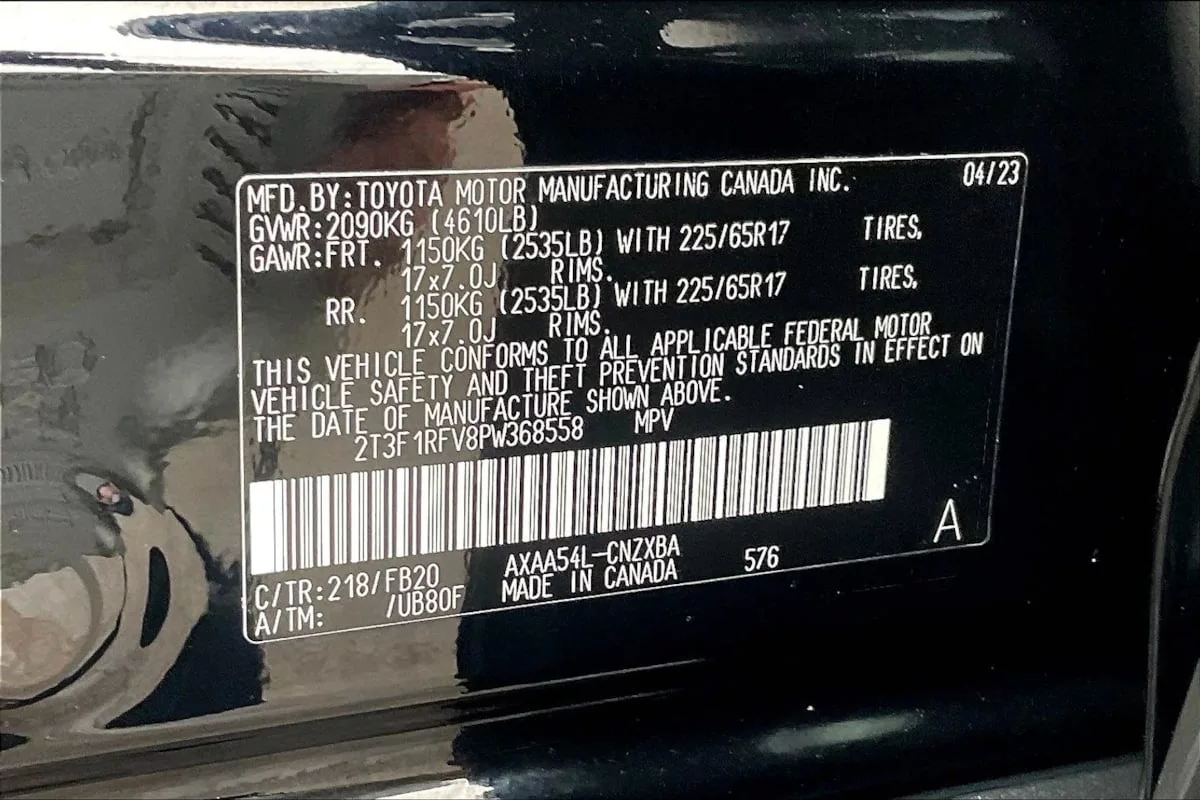 MFD.BY:TOYOTA MOTOR MANUFACTURING CANADA INC. 04/23
GVWR:2090KG (4610LB)
GAWR:FRT. 1150KG (2535LB) WITH 225/65R17 TIRES,
17x7.0J RIMS.
RR. 1150KG (2535LB) WITH 225/65R17 TIRES,
17x7.0J RIMS.
THIS VEHICLE CONFORMS TO ALL APPLICABLE FEDERAL MOTOR
VEHICLE SAFETY AND THEFT PREVENTION STANDARDS IN EFFECT ON
THE DATE OF MANUFACTURE SHOWN ABOVE.
2T3F1RFV8PW368558 MPV
A
C/TR:218/FB20 AXAA54L-CNZXBA 576
A/TM: /UB80F MADE IN CANADA